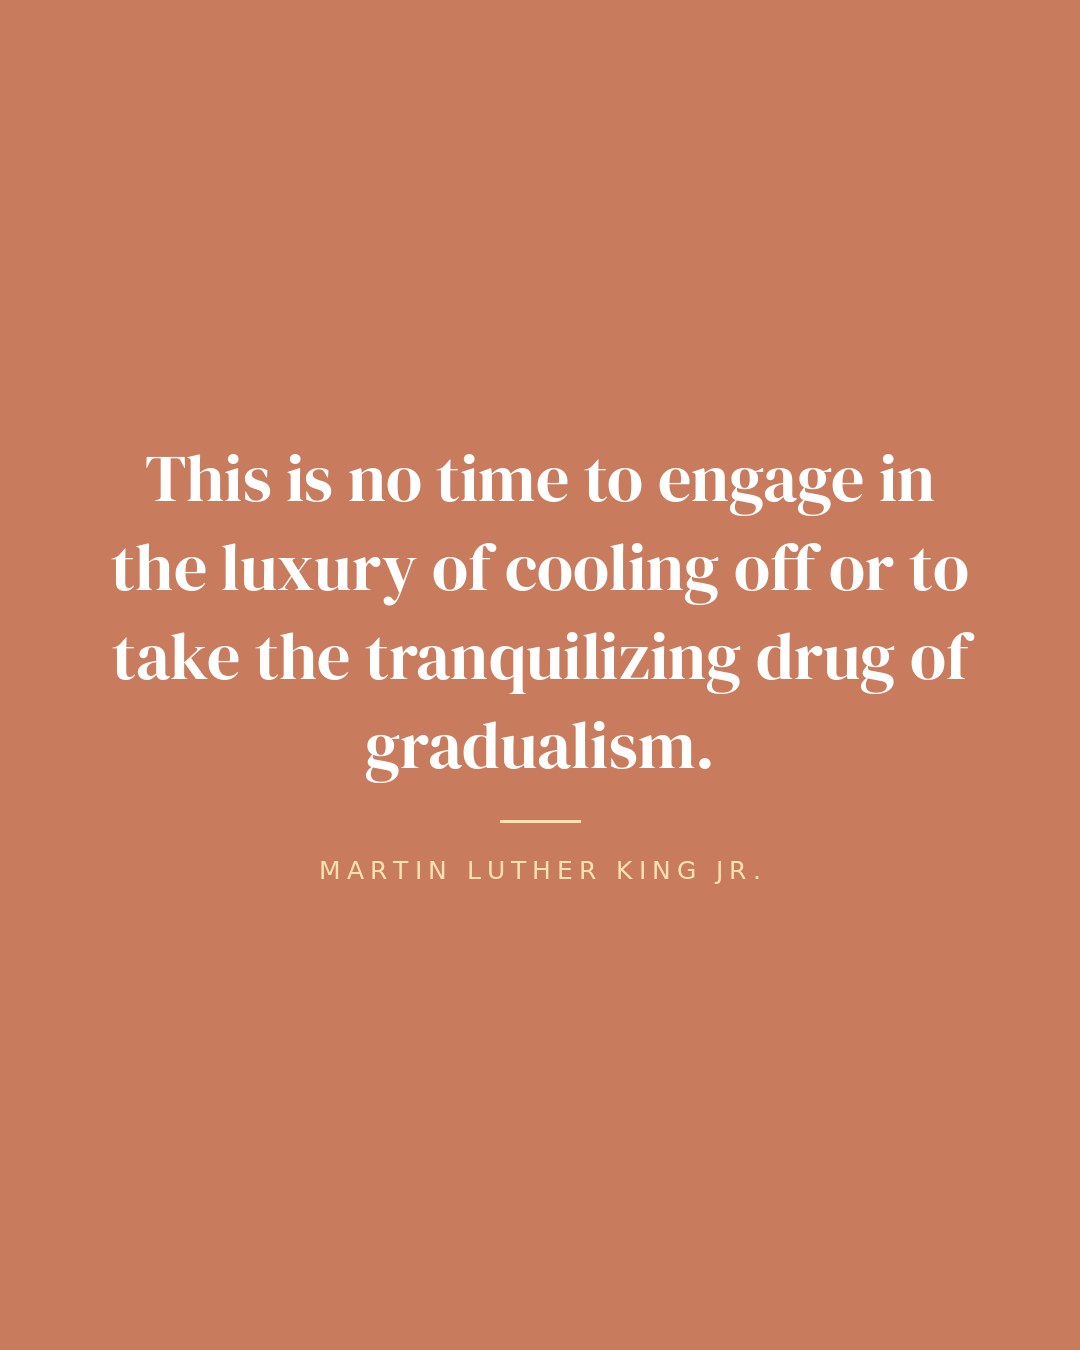 This is no time to engage in
the luxury of cooling off or to
take the tranquilizing drug of
gradualism.
MARTIN LUTHER KING JR.